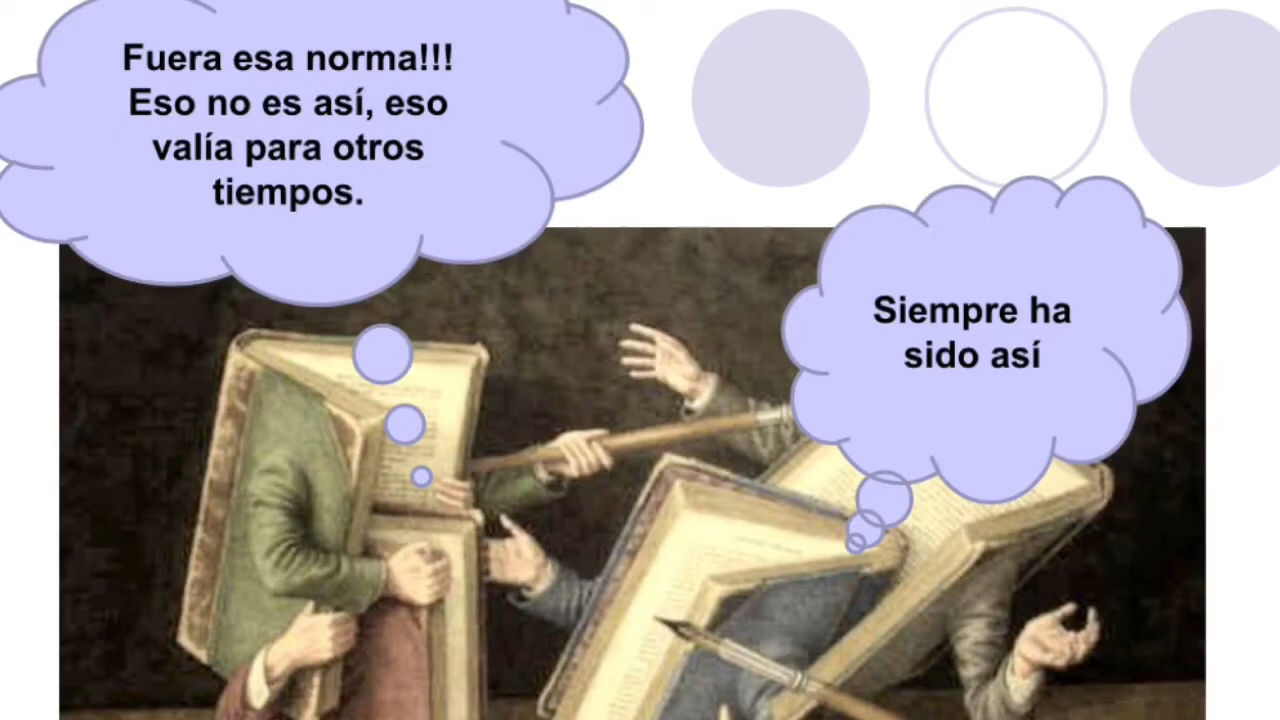 Fuera esa norma!!!
Eso no es así, eso
valía para otros
tiempos.
Siempre ha
sido así